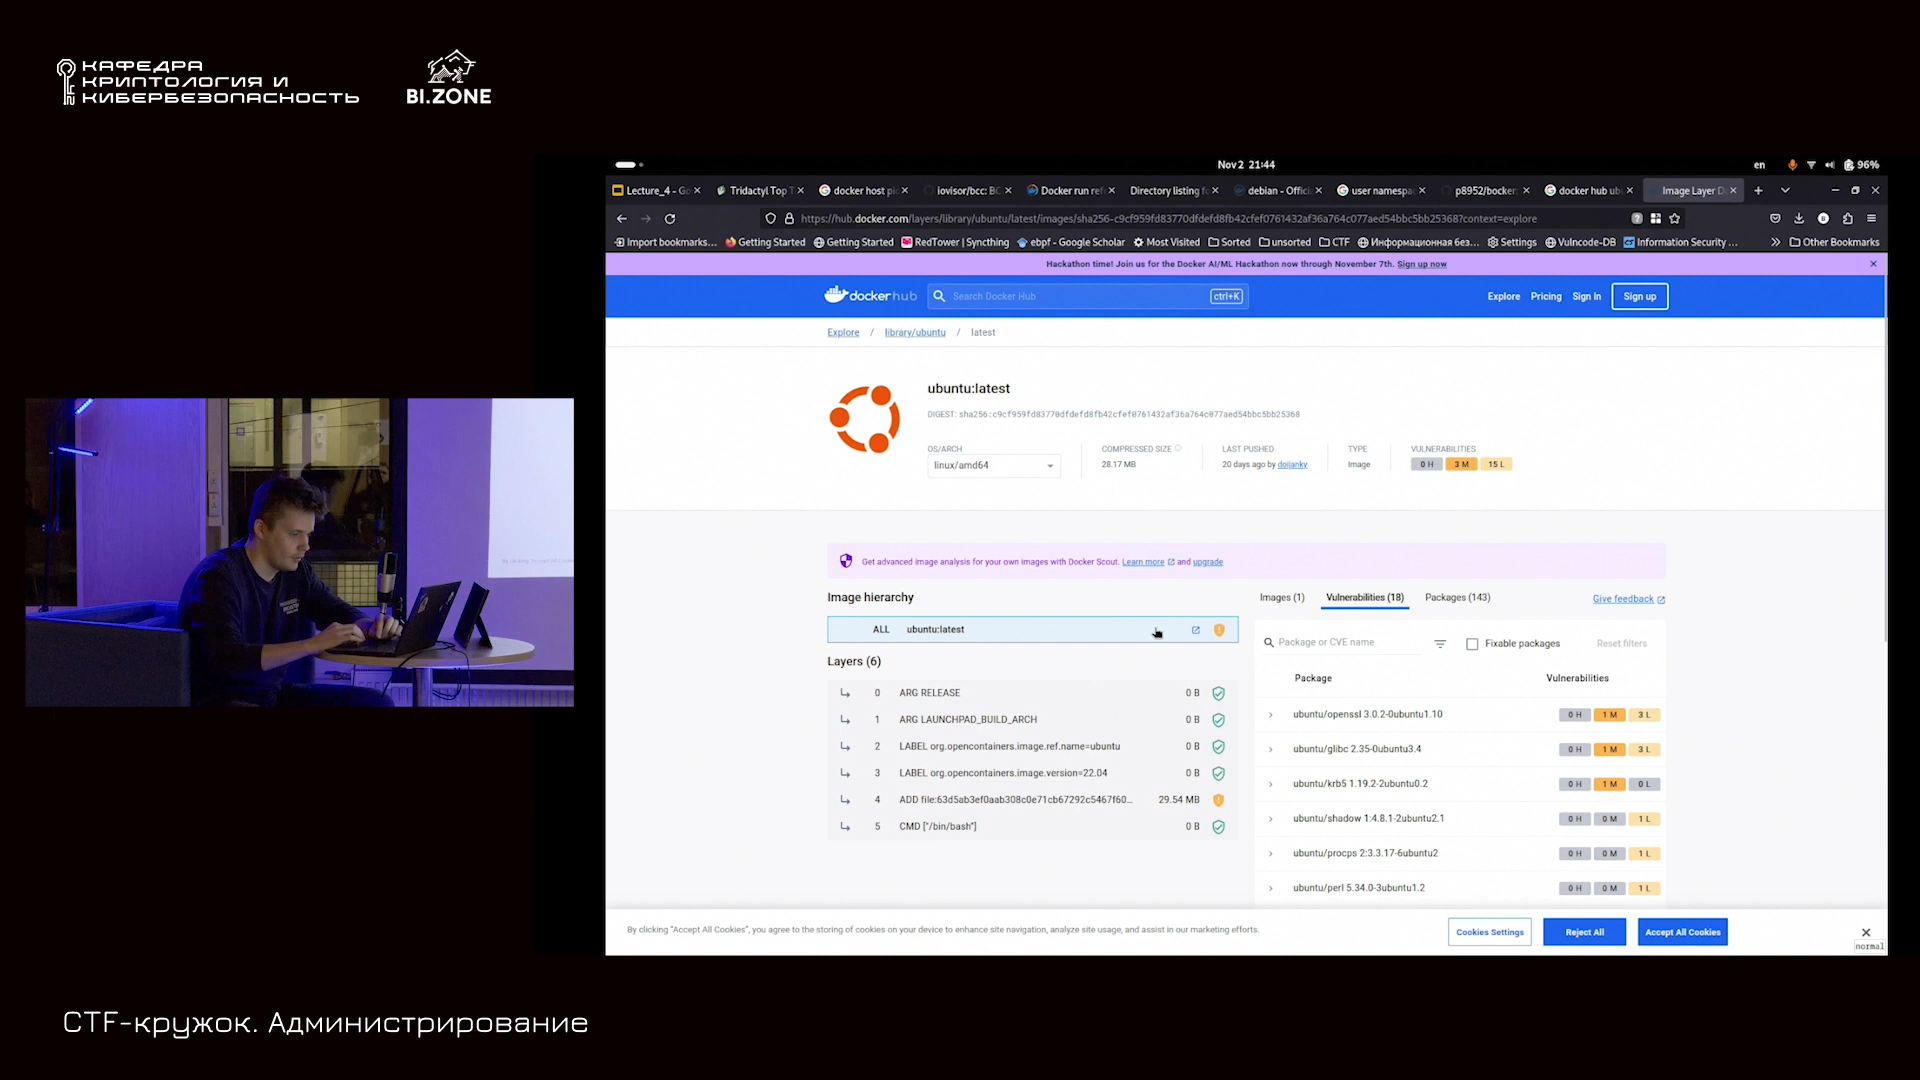 КАФЕДРА
КРИПТОЛОГИЯ И
КИБЕРБЕЗОПАСНОСТЬ
BI.ZONE
Nov 2 21:44
en
96%
Lecture_4 - Go
Tridactyl Top T
docker host pi
iovisor/bcc: BC
Docker run ref
Directory listing fo
debian - Offici
user namespa
p8952/bocker:
docker hub ub
Image Layer D
https://hub.docker.com/layers/library/ubuntu/latest/images/sha256-c9cf959fd83770dfdefd8fb42cfef0761432af36a764c077aed54bbc5bb25368?context=explore
Import bookmarks...
Getting Started
Getting Started
RedTower | Syncthing
ebpf - Google Scholar
Most Visited
Sorted
unsorted
CTF
Информационная без...
Settings
Vulncode-DB
Information Security ...
Other Bookmarks
Hackathon time! Join us for the Docker AI/ML Hackathon now through November 7th. Sign up now
dockerhub
Search Docker Hub
ctrl+K
Explore
Pricing
Sign In
Sign up
Explore / library/ubuntu / latest
ubuntu:latest
DIGEST: sha256:c9cf959fd83770dfdefd8fb42cfef0761432af36a764c077aed54bbc5bb25368
OS/ARCH
linux/amd64
COMPRESSED SIZE
28.17 MB
LAST PUSHED
20 days ago by doijanky
TYPE
Image
VULNERABILITIES
0 H 3 M 15 L
Get advanced image analysis for your own images with Docker Scout. Learn more and upgrade
Image hierarchy
ALL ubuntu:latest
Layers (6)
0 ARG RELEASE 0 B
1 ARG LAUNCHPAD_BUILD_ARCH 0 B
2 LABEL org.opencontainers.image.ref.name=ubuntu 0 B
3 LABEL org.opencontainers.image.version=22.04 0 B
4 ADD file:63d5ab3ef0aab308c0e71cb67292c5467f60... 29.54 MB
5 CMD ["/bin/bash"] 0 B
Images (1)
Vulnerabilities (18)
Packages (143)
Give feedback
Package or CVE name
Fixable packages
Reset filters
Package Vulnerabilities
ubuntu/openssl 3.0.2-0ubuntu1.10 0 H 1 M 3 L
ubuntu/glibc 2.35-0ubuntu3.4 0 H 1 M 3 L
ubuntu/krb5 1.19.2-2ubuntu0.2 0 H 1 M 0 L
ubuntu/shadow 1:4.8.1-2ubuntu2.1 0 H 0 M 1 L
ubuntu/procps 2:3.3.17-6ubuntu2 0 H 0 M 1 L
ubuntu/perl 5.34.0-3ubuntu1.2 0 H 0 M 1 L
By clicking "Accept All Cookies", you agree to the storing of cookies on your device to enhance site navigation, analyze site usage, and assist in our marketing efforts.
Cookies Settings
Reject All
Accept All Cookies
normal
CTF-кружок. Администрирование